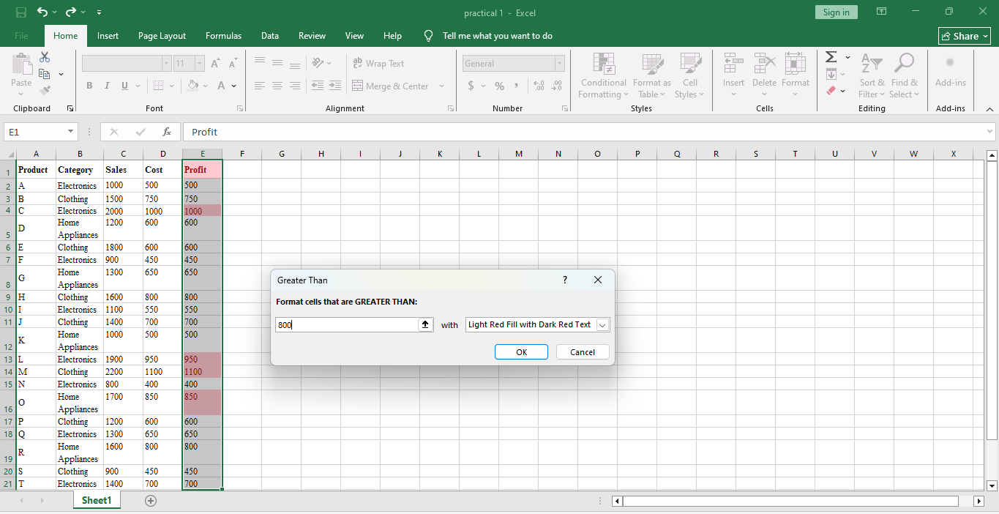 practical 1 - Excel
Sign in
File Home Insert Page Layout Formulas Data Review View Help Tell me what you want to do Share
Paste
11 A A ab Wrap Text General
B I U A Merge & Center $ % , .00 .0
Conditional Formatting
Format as Table
Cell Styles
Insert Delete Format
Sort & Filter
Find & Select
Add-ins
Clipboard Font Alignment Number Styles Cells Editing Add-ins
E1 fx Profit
A B C D E F G H I J K L M N O P Q R S T U V W X
1 Product Category Sales Cost Profit
2 A Electronics 1000 500 500
3 B Clothing 1500 750 750
4 C Electronics 2000 1000 1000
5 D Home Appliances 1200 600 600
6 E Clothing 1800 600 600
7 F Electronics 900 450 450
8 G Home Appliances 1300 650 650
9 H Clothing 1600 800 800
10 I Electronics 1100 550 550
11 J Clothing 1400 700 700
12 K Home Appliances 1000 500 500
13 L Electronics 1900 950 950
14 M Clothing 2200 1100 1100
15 N Electronics 800 400 400
16 O Home Appliances 1700 850 850
17 P Clothing 1200 600 600
18 Q Electronics 1300 650 650
19 R Home Appliances 1600 800 800
20 S Clothing 900 450 450
21 T Electronics 1400 700 700
Greater Than ?
Format cells that are GREATER THAN:
800 with Light Red Fill with Dark Red Text
OK Cancel
Sheet1